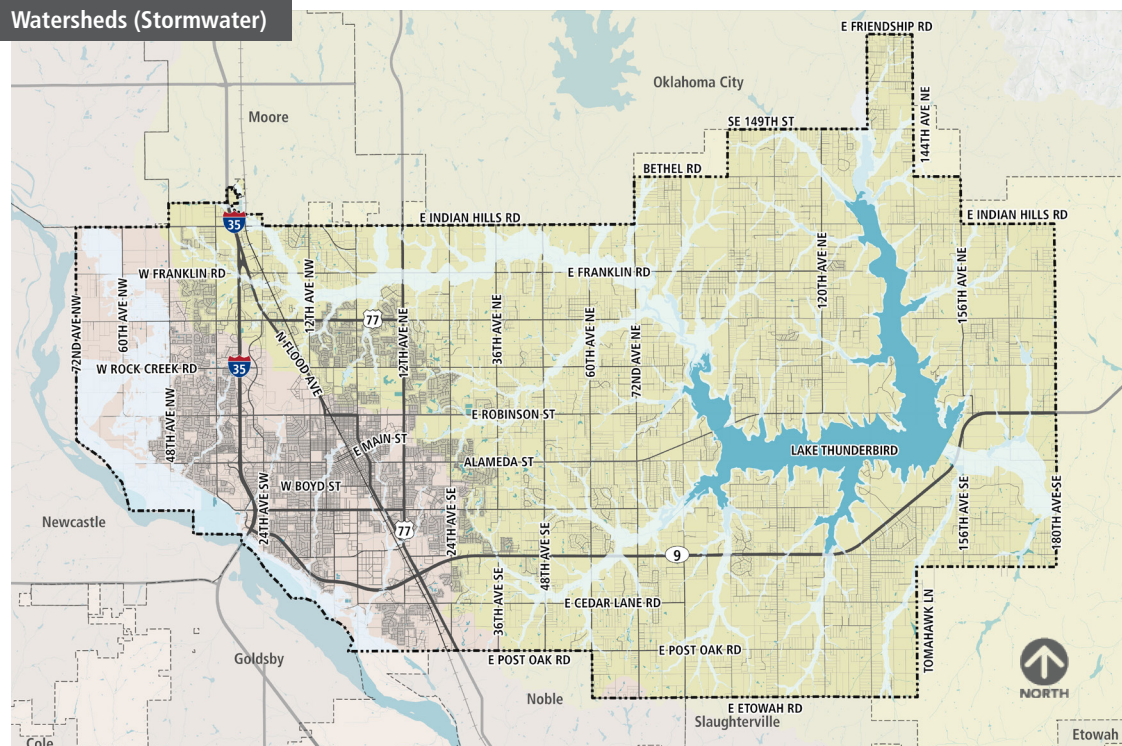 Watersheds (Stormwater)
E FRIENDSHIP RD
Oklahoma City
Moore
SE 149TH ST
144TH AVE NE
BETHEL RD
E INDIAN HILLS RD
E INDIAN HILLS RD
35
W FRANKLIN RD
E FRANKLIN RD
72ND AVE NW
60TH AVE NW
12TH AVE NW
77
N FLOOD AVE
12TH AVE NE
36TH AVE NE
60TH AVE NE
72ND AVE NE
120TH AVE NE
156TH AVE NE
35
W ROCK CREEK RD
48TH AVE NW
E ROBINSON ST
E MAIN ST
ALAMEDA ST
LAKE THUNDERBIRD
W BOYD ST
24TH AVE SW
24TH AVE SE
77
48TH AVE SE
156TH AVE SE
180TH AVE SE
Newcastle
9
36TH AVE SE
E CEDAR LANE RD
TOMAHAWK LN
Goldsby
E POST OAK RD
E POST OAK RD
NORTH
Noble
E ETOWAH RD
Slaughterville
Etowah
Cole